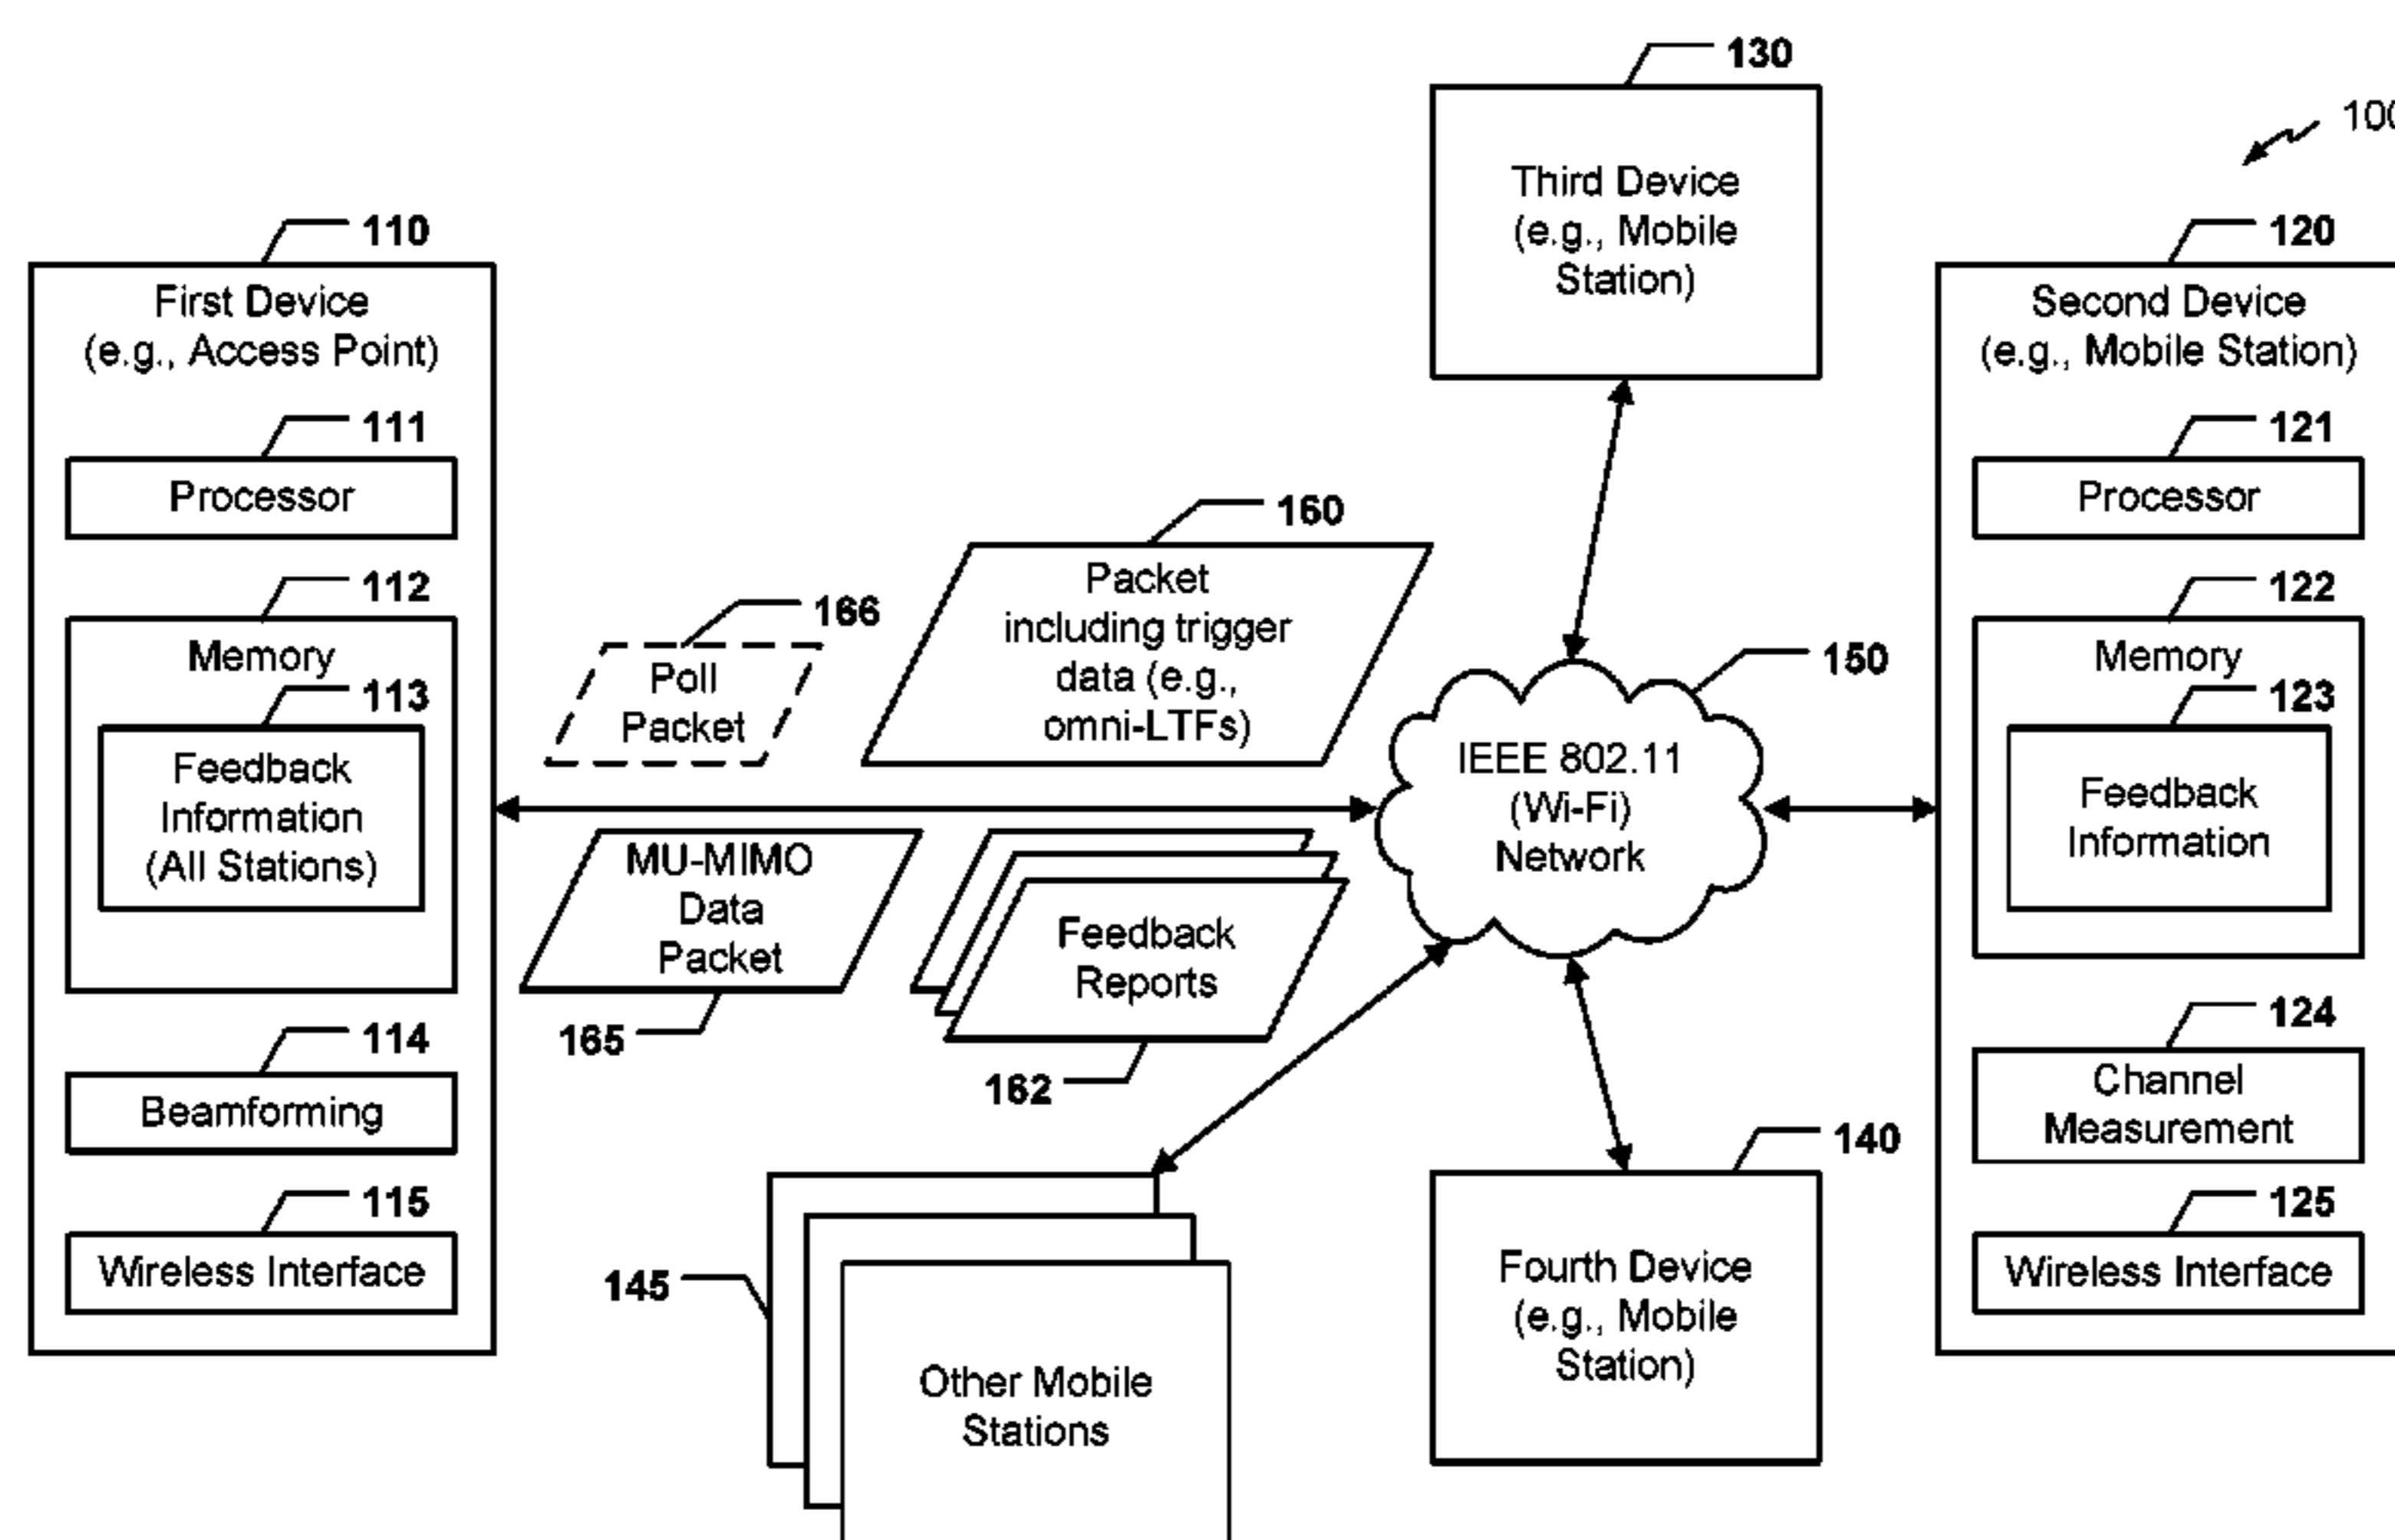 130
100
Third Device
(e.g., Mobile
Station)
110
First Device
(e.g., Access Point)
111
Processor
112
Memory
113
Feedback
Information
(All Stations)
114
Beamforming
115
Wireless Interface
166
Poll
Packet
160
Packet
including trigger
data (e.g.,
omni-LTFs)
150
IEEE 802.11
(Wi-Fi)
Network
MU-MIMO
Data
Packet
165
Feedback
Reports
162
145
Other Mobile
Stations
140
Fourth Device
(e.g., Mobile
Station)
120
Second Device
(e.g., Mobile Station)
121
Processor
122
Memory
123
Feedback
Information
124
Channel
Measurement
125
Wireless Interface